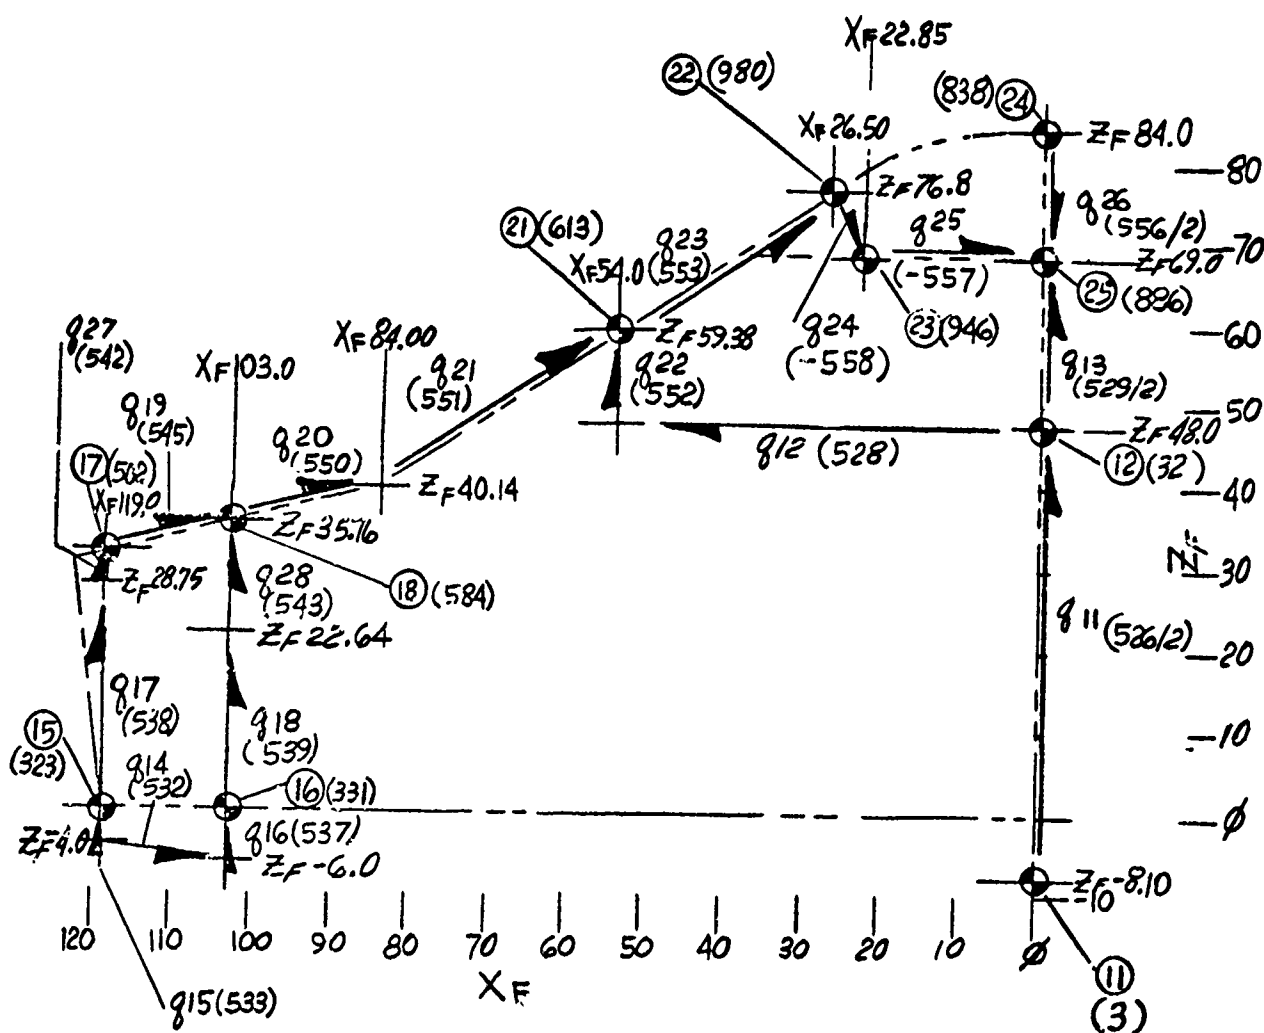 XF 22.85
22 (980)
(838) 24
XF 26.50
ZF 84.0
80
ZF 76.8
q26
(556/2)
21 (613)
q23
(553)
q25
(-557)
70
ZF 69.0
XF 54.0
25 (886)
q27
(542)
XF 84.00
ZF 59.38
q24
(-558)
23 (946)
60
XF 103.0
q21
(551)
q22
(552)
q13
(529/2)
q19
(545)
q20
(550)
50
ZF 48.0
q12 (528)
17 (502)
12 (32)
XF 119.0
ZF 40.14
40
ZF 35.76
ZF
ZF 28.75
q28
(543)
18 (584)
30
ZF 22.64
q11 (526/2)
20
q17
(538)
15
(323)
q18
(539)
10
q14
(532)
16 (331)
ZF-4.0
q16 (537)
φ
ZF -6.0
ZF -8.10
-10
120 110 100 90 80 70 60 50 40 30 20 10 φ
XF
11
(3)
q15 (533)